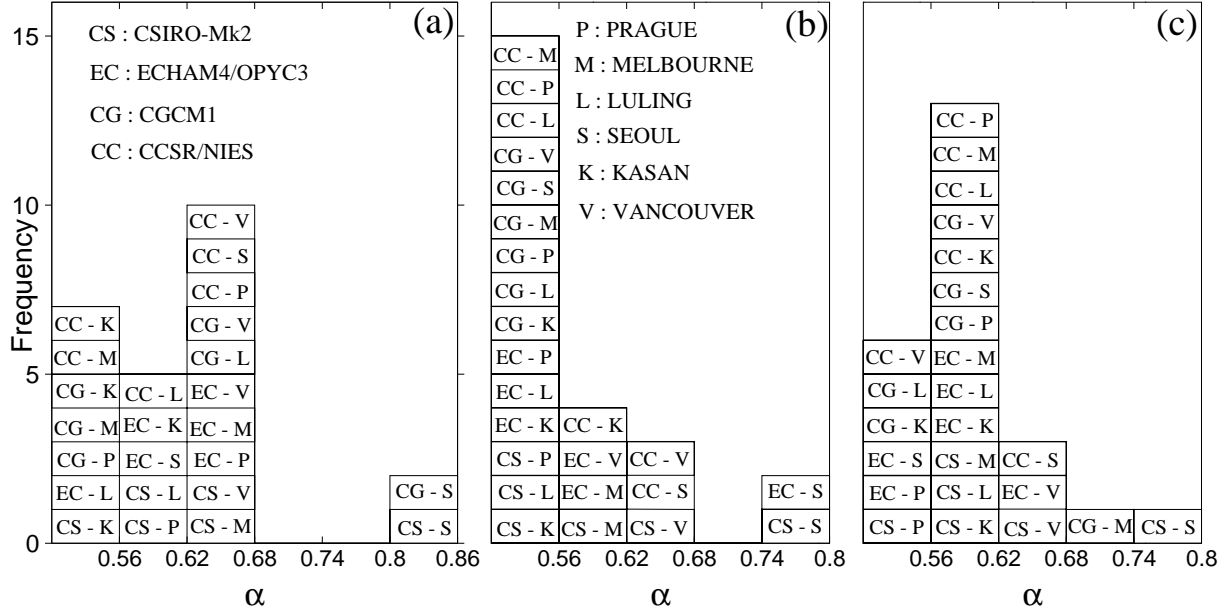 (a)
CS : CSIRO-Mk2
EC : ECHAM4/OPYC3
CG : CGCM1
CC : CCSR/NIES
Frequency
15
10
5
0
CC - V
CC - S
CC - P
CC - K CG - V
CC - M CG - L
CG - K CC - L EC - V
CG - M EC - K EC - M
CG - P EC - S EC - P CG - S
EC - L CS - L CS - V CS - S
CS - K CS - P CS - M
0.56 0.62 0.68 0.8 0.86
α
(b)
P : PRAGUE
M : MELBOURNE
L : LULING
S : SEOUL
K : KASAN
V : VANCOUVER
CC - M
CC - P
CC - L
CG - V
CG - S
CG - M
CG - P
CG - L
CG - K
EC - P
EC - L
EC - K CC - K
CS - P EC - V CC - V
CS - L EC - M CC - S EC - S
CS - K CS - M CS - V CS - S
0.56 0.62 0.68 0.74 0.8
α
(c)
CC - P
CC - M
CC - L
CG - V
CC - K
CG - S
CG - P
CC - V EC - M
CG - L EC - L
CG - K EC - K
EC - S CS - M CC - S
EC - P CS - L EC - V
CS - P CS - K CS - V CG - M CS - S
0.56 0.62 0.68 0.74 0.8
α